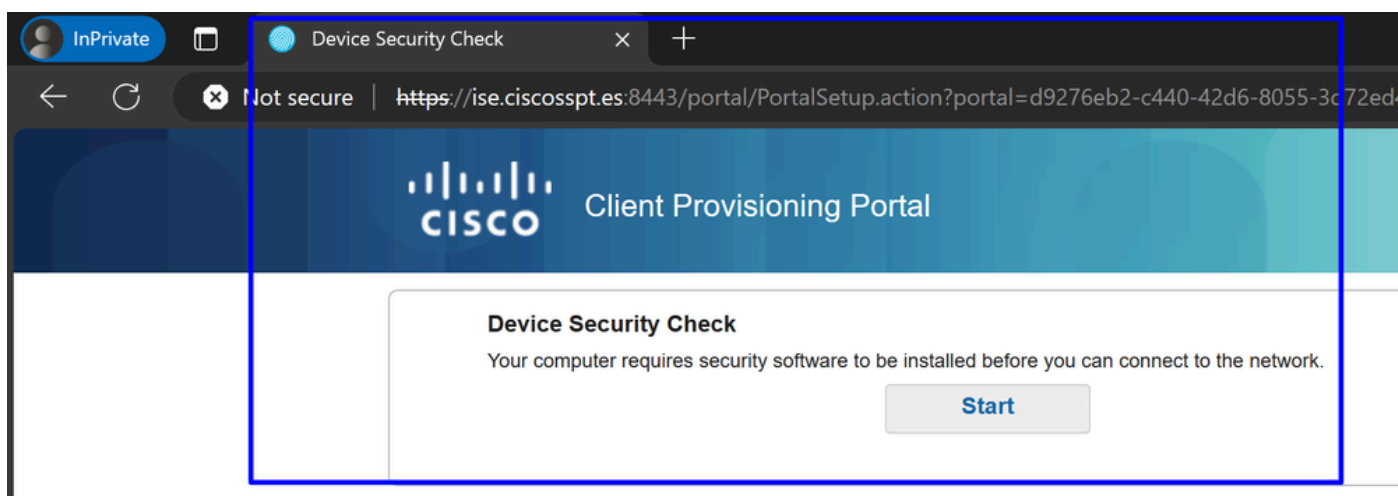 InPrivate
Device Security Check
Not secure
https://ise.ciscosspt.es:8443/portal/PortalSetup.action?portal=d9276eb2-c440-42d6-8055-3d72ed4
CISCO
Client Provisioning Portal
Device Security Check
Your computer requires security software to be installed before you can connect to the network.
Start